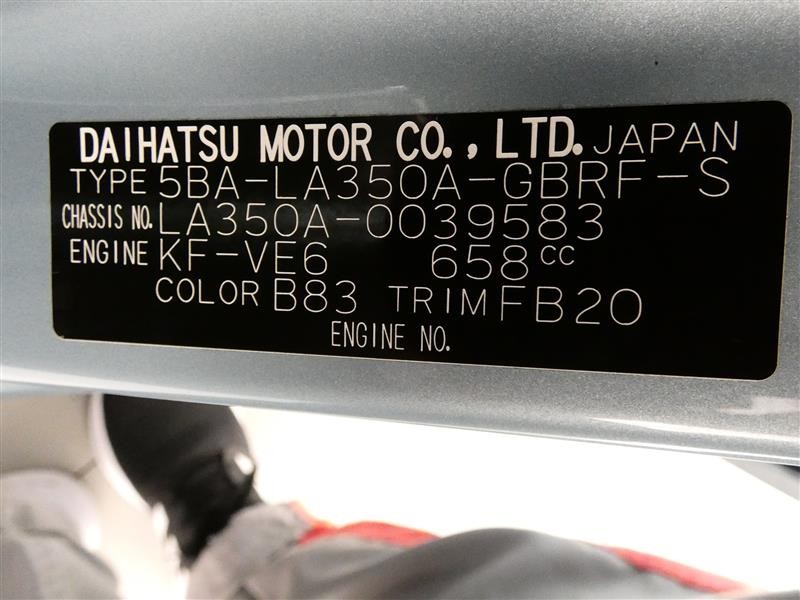 DAIHATSU MOTOR CO., LTD. JAPAN
TYPE 5BA-LA350A-GBRF-S
CHASSIS NO. LA350A-0039583
ENGINE KF-VE6 658CC
COLOR B83 TRIM FB20
ENGINE NO.